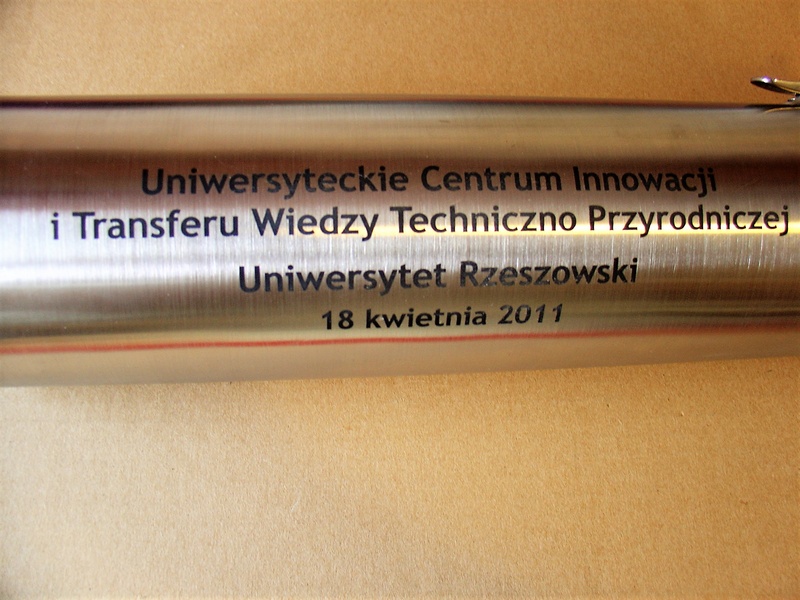 Uniwersyteckie Centrum Innowacji
i Transferu Wiedzy Techniczno Przyrodniczej
Uniwersytet Rzeszowski
18 kwietnia 2011